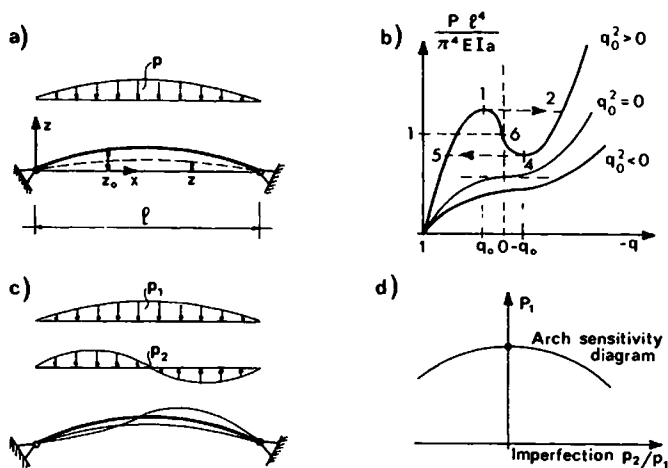 a)
p
z
z₀
x
z
ℓ
b)
P ℓ⁴
π⁴ EIa
q₀²>0
1
2
q₀²=0
1
6
5
4
q₀²<0
1
q₀
0
-q₀
-q
c)
p₁
p₂
d)
P₁
Arch sensitivity
diagram
Imperfection p₂/p₁